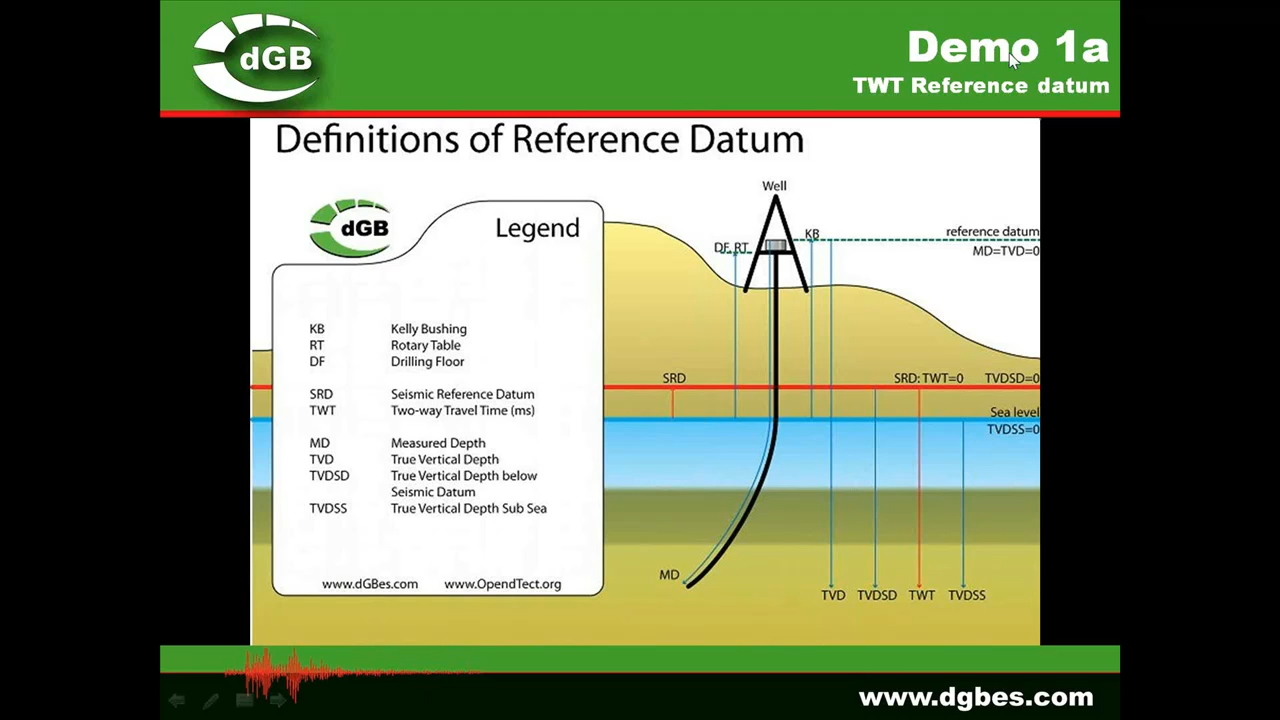 dGB
Demo 1a
TWT Reference datum
Definitions of Reference Datum
dGB
Legend
KB Kelly Bushing
RT Rotary Table
DF Drilling Floor
SRD Seismic Reference Datum
TWT Two-way Travel Time (ms)
MD Measured Depth
TVD True Vertical Depth
TVDSD True Vertical Depth below
Seismic Datum
TVDSS True Vertical Depth Sub Sea
www.dGBes.com www.OpendTect.org
Well
DF, RT
KB
reference datum
MD=TVD=0
SRD
SRD: TWT=0 TVDSD=0
Sea level
TVDSS=0
MD
TVD TVDSD TWT TVDSS
www.dgbes.com